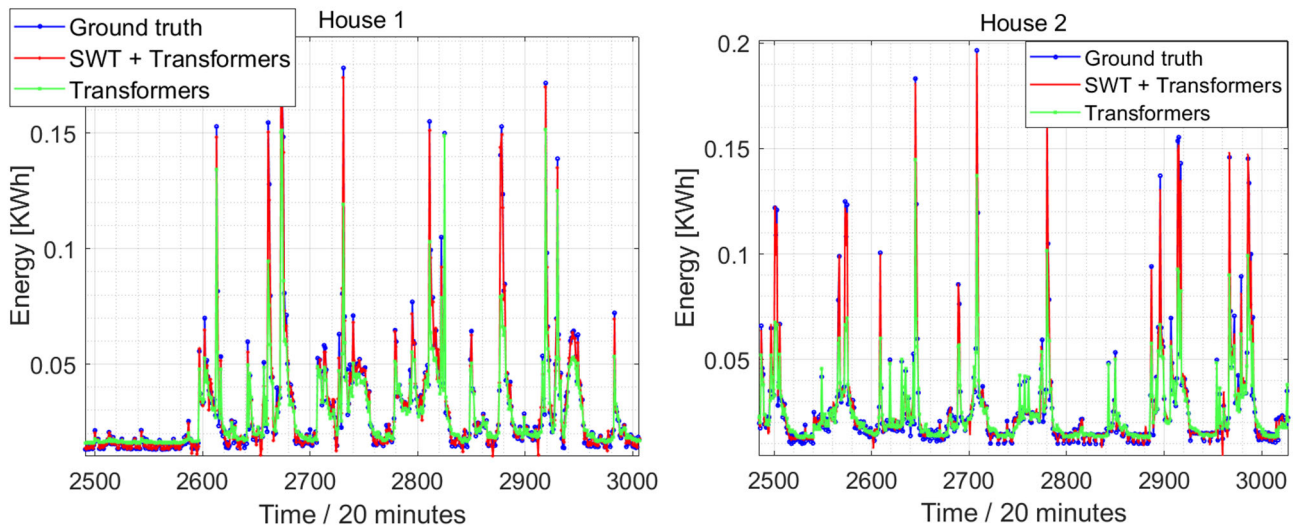 House 1
Ground truth
SWT + Transformers
Transformers
0.15
0.1
0.05
Energy [KWh]
2500 2600 2700 2800 2900 3000
Time / 20 minutes
House 2
Ground truth
SWT + Transformers
Transformers
0.2
0.15
0.1
0.05
Energy [KWh]
2500 2600 2700 2800 2900 3000
Time / 20 minutes